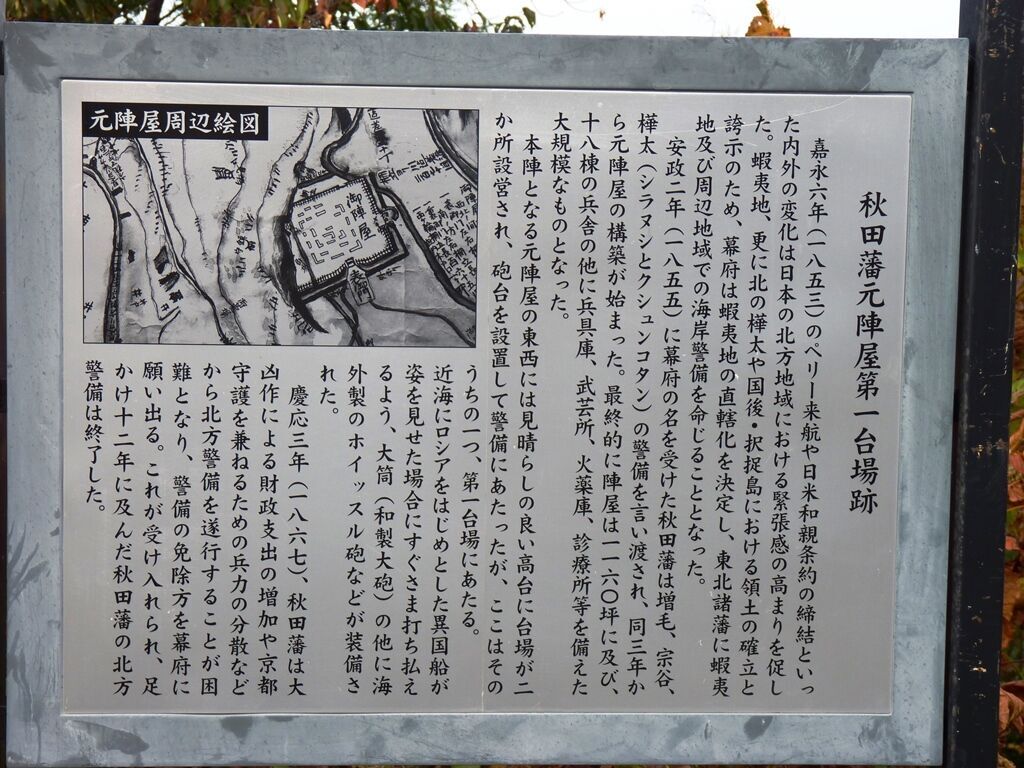 秋田藩元陣屋第一台場跡
嘉永六年（一八五三）のペリー来航や日米和親条約の締結といっ
た内外の変化は日本の北方地域における緊張感の高まりを促し
た。蝦夷地、更に北の樺太や国後・択捉島における領土の確立と
誇示のため、幕府は蝦夷地の直轄化を決定し、東北諸藩に蝦夷
地及び周辺地域での海岸警備を命じることとなった。
安政二年（一八五五）に幕府の名を受けた秋田藩は増毛、宗谷、
樺太（シラヌシとクシュンコタン）の警備を言い渡され、同三年か
ら元陣屋の構築が始まった。最終的に陣屋は一一六〇坪に及び、
十八棟の兵舎の他に兵具庫、武芸所、火薬庫、診療所等を備えた
大規模なものとなった。
本陣となる元陣屋の東西には見晴らしの良い高台に台場が二
か所設営され、砲台を設置して警備にあたったが、ここはその
うちの一つ、第一台場にあたる。
近海にロシアをはじめとした異国船が
姿を見せた場合にすぐさま打ち払え
るよう、大筒（和製大砲）の他に海
外製のホイッスル砲などが装備さ
れた。
慶応三年（一八六七）、秋田藩は大
凶作による財政支出の増加や京都
守護を兼ねるための兵力の分散など
から北方警備を遂行することが困
難となり、警備の免除方を幕府に
願い出る。これが受け入れられ、足
かけ十二年に及んだ秋田藩の北方
警備は終了した。
元陣屋周辺絵図
御陣屋
表御門